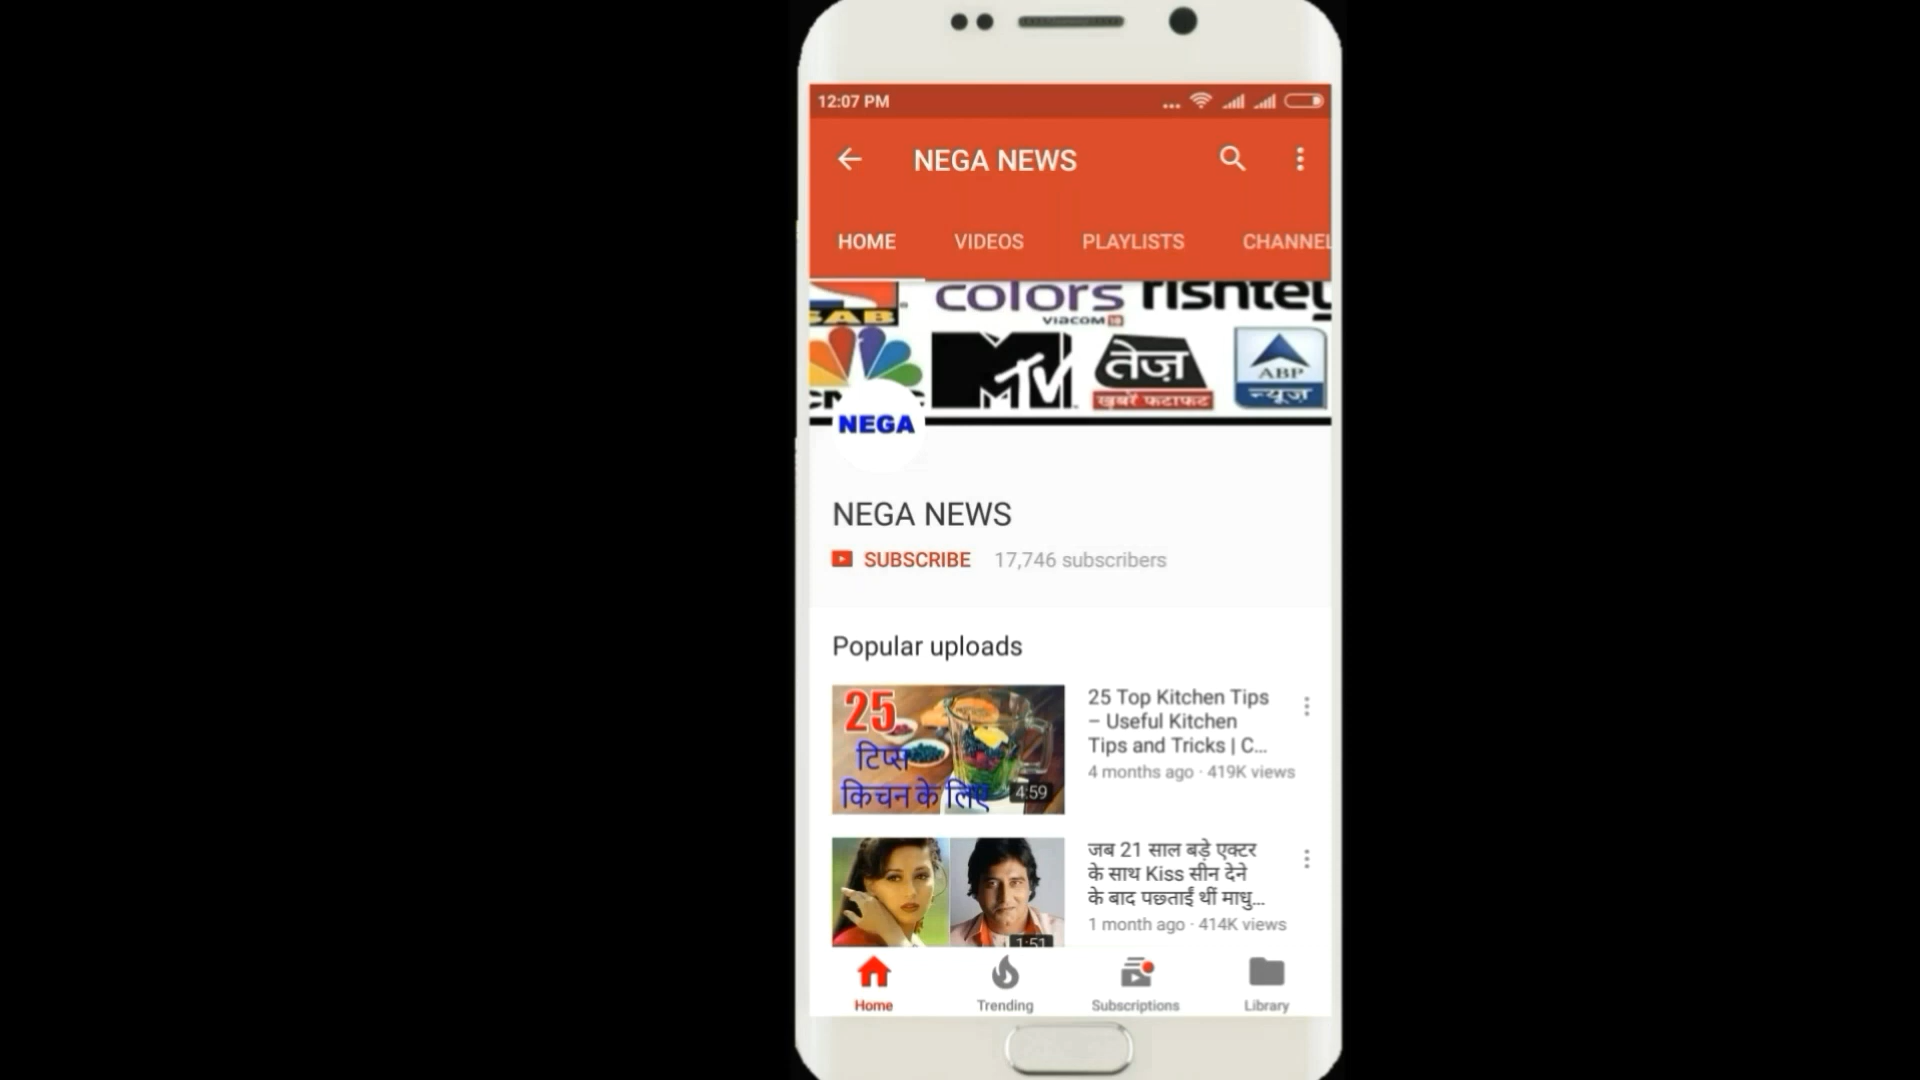 12:07 PM
NEGA NEWS
HOME VIDEOS PLAYLISTS CHANNEL
SAB colors rishtey
VIACOM 18
MTV तेज़ ABP
खबरें फटाफट न्यूज़
NEGA
NEGA NEWS
SUBSCRIBE 17,746 subscribers
Popular uploads
25
टिप्स
किचन के लिए
4:59
25 Top Kitchen Tips
– Useful Kitchen
Tips and Tricks | C...
4 months ago · 419K views
1:51
जब 21 साल बड़े एक्टर
के साथ Kiss सीन देने
के बाद पछताईं थीं माधु...
1 month ago · 414K views
Home Trending Subscriptions Library